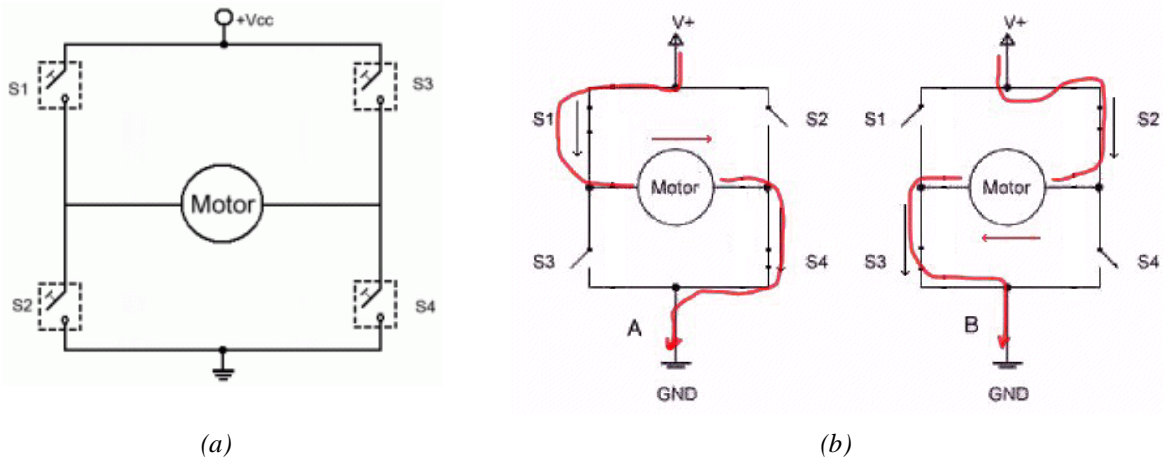 +Vcc
S1
S3
Motor
S2
S4
(a)
V+
S1
S2
Motor
S3
S4
A
GND
V+
S1
S2
Motor
S3
S4
B
GND
(b)